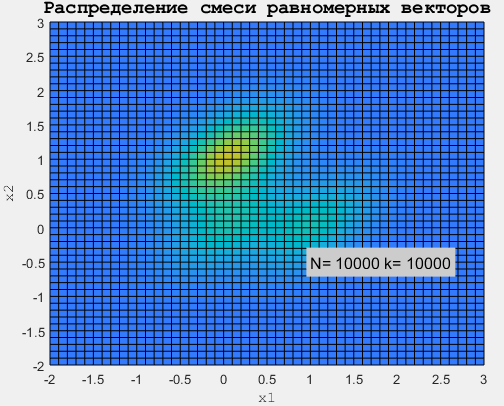 Распределение смеси равномерных векторов
3
2.5
2
1.5
1
0.5
0
-0.5
-1
-1.5
-2
x2
N= 10000 k= 10000
-2 -1.5 -1 -0.5 0 0.5 1 1.5 2 2.5 3
x1